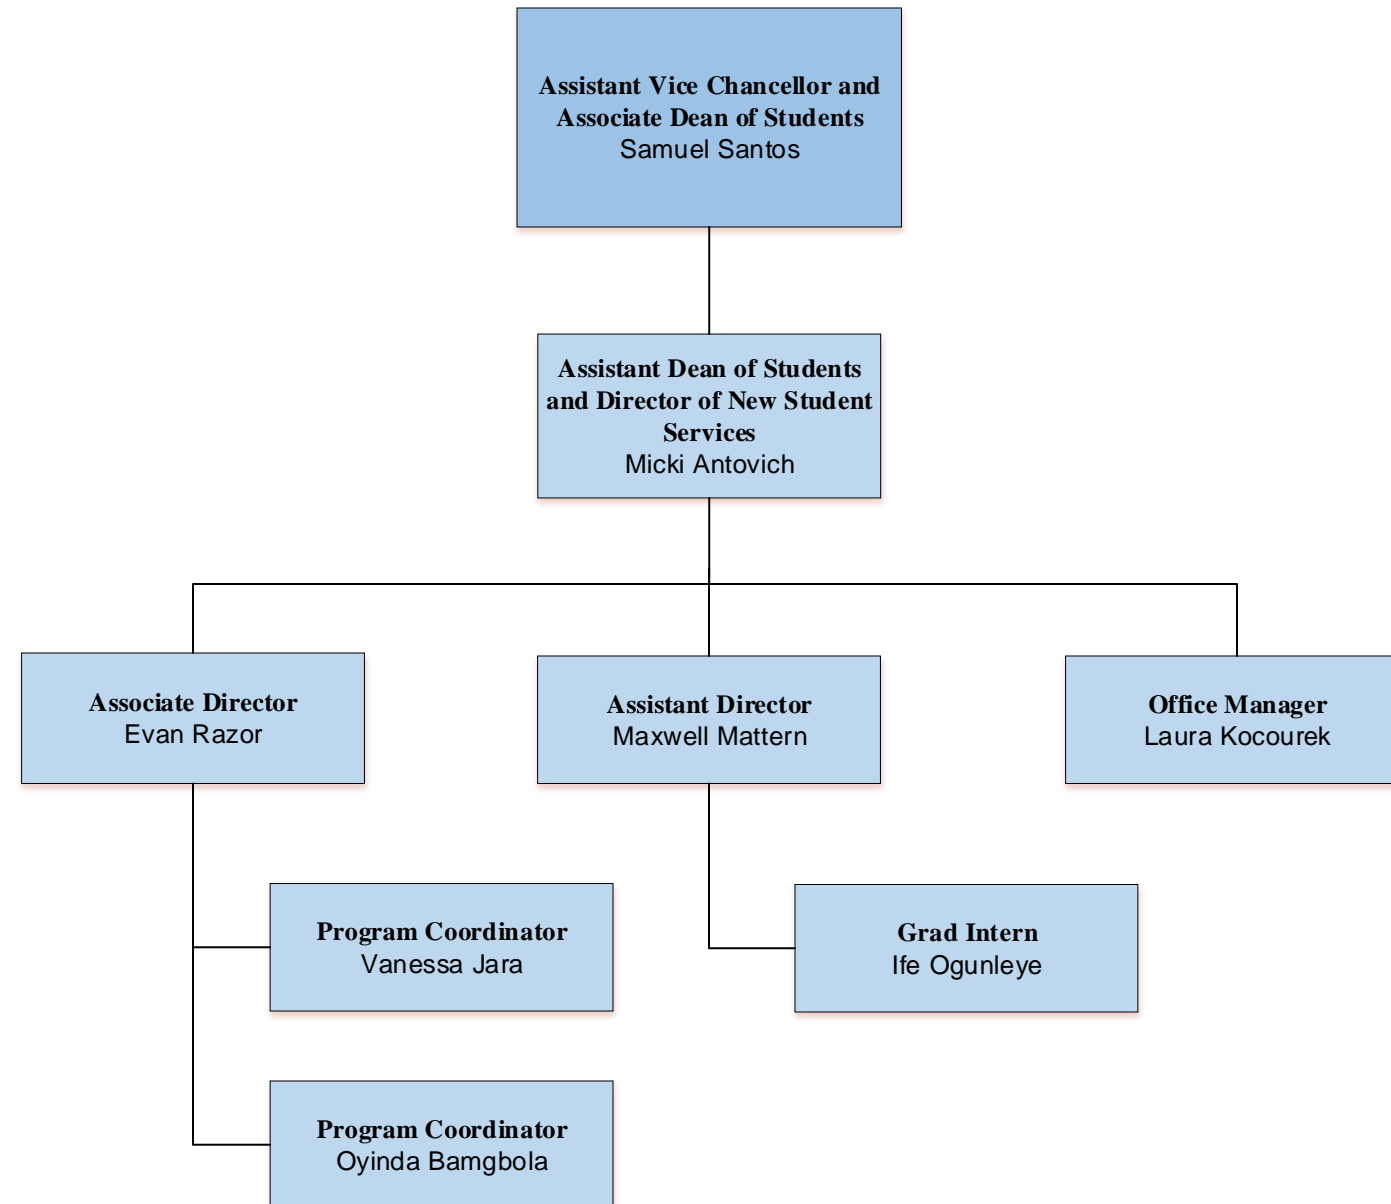 Assistant Vice Chancellor and
Associate Dean of Students
Samuel Santos
Assistant Dean of Students
and Director of New Student
Services
Micki Antovich
Associate Director
Evan Razor
Assistant Director
Maxwell Mattern
Office Manager
Laura Kocourek
Program Coordinator
Vanessa Jara
Grad Intern
Ife Ogunleye
Program Coordinator
Oyinda Bamgbola